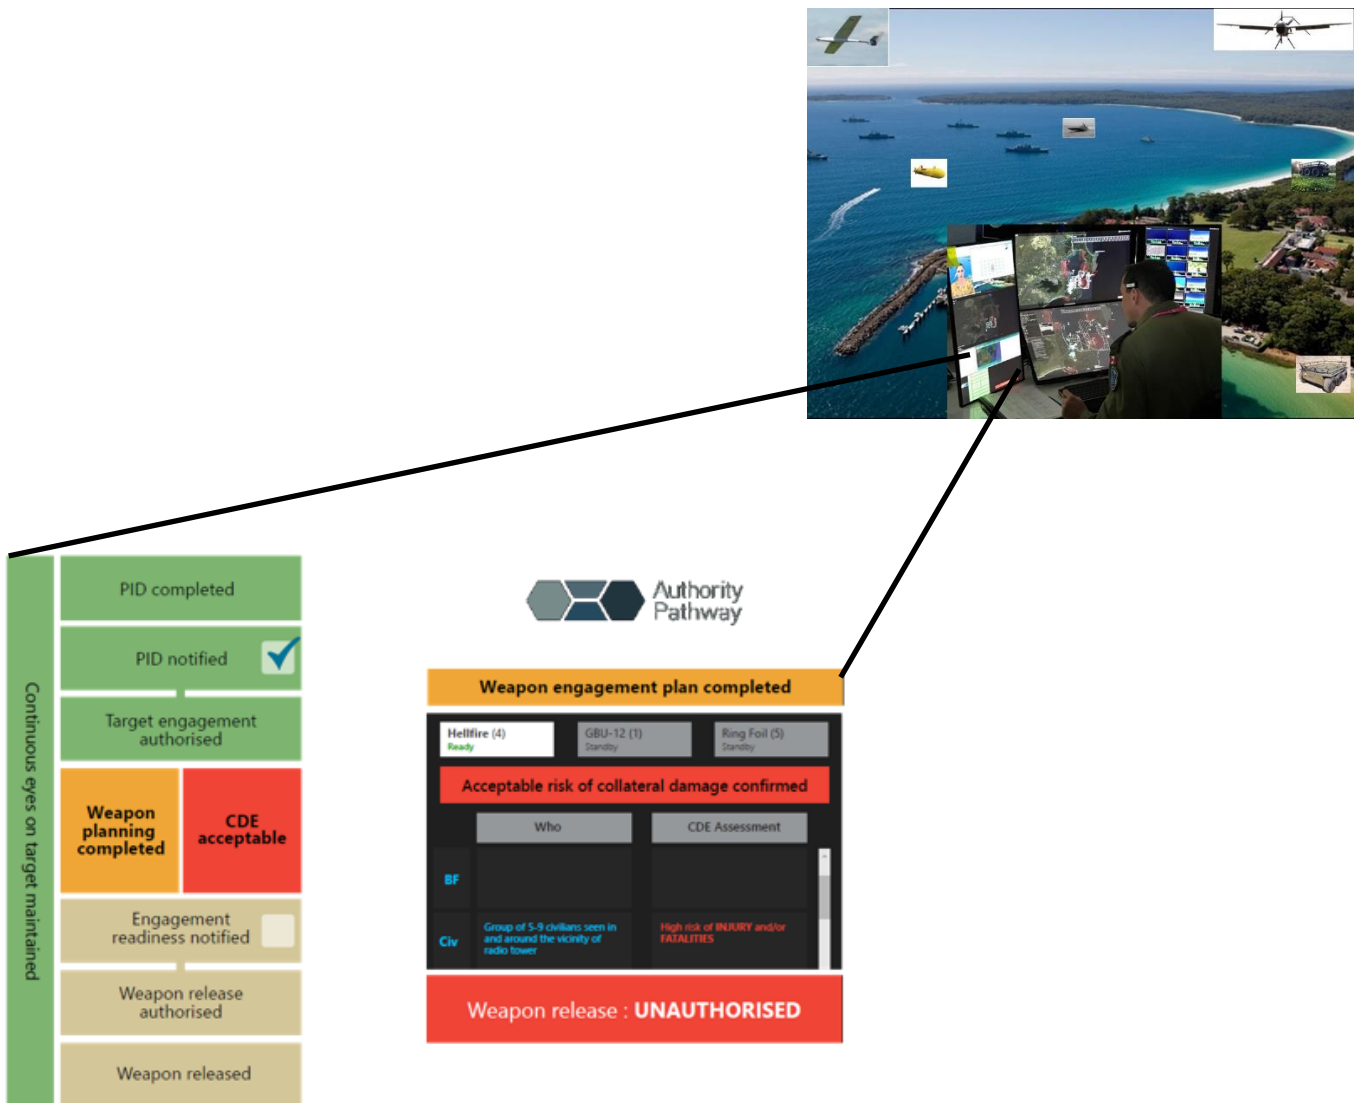 PID completed
PID notified
Target engagement
authorised
Continuous eyes on target maintained
Weapon
planning
completed
CDE
acceptable
Engagement
readiness notified
Weapon release
authorised
Weapon released
Authority
Pathway
Weapon engagement plan completed
Hellfire (4)
Ready
GBU-12 (1)
Standby
Ring Foil (5)
Standby
Acceptable risk of collateral damage confirmed
Who
CDE Assessment
BF
Civ
Group of 5-9 civilians seen in
and around the vicinity of
radio tower
High risk of INJURY and/or
FATALITIES
Weapon release : UNAUTHORISED